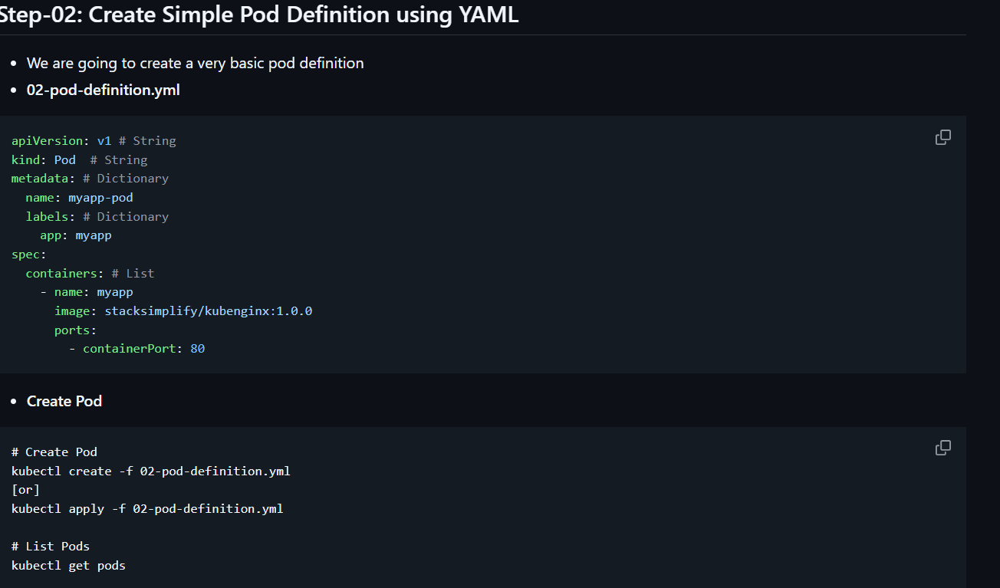 Step-02: Create Simple Pod Definition using YAML
• We are going to create a very basic pod definition
• 02-pod-definition.yml
apiVersion: v1 # String
kind: Pod  # String
metadata: # Dictionary
  name: myapp-pod
  labels: # Dictionary
    app: myapp
spec:
  containers: # List
    - name: myapp
      image: stacksimplify/kubenginx:1.0.0
      ports:
        - containerPort: 80
• Create Pod
# Create Pod
kubectl create -f 02-pod-definition.yml
[or]
kubectl apply -f 02-pod-definition.yml
# List Pods
kubectl get pods